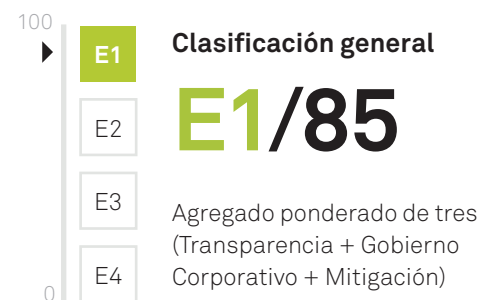 100
E1
E2
E3
E4
0
Clasificación general
E1/85
Agregado ponderado de tres
(Transparencia + Gobierno
Corporativo + Mitigación)